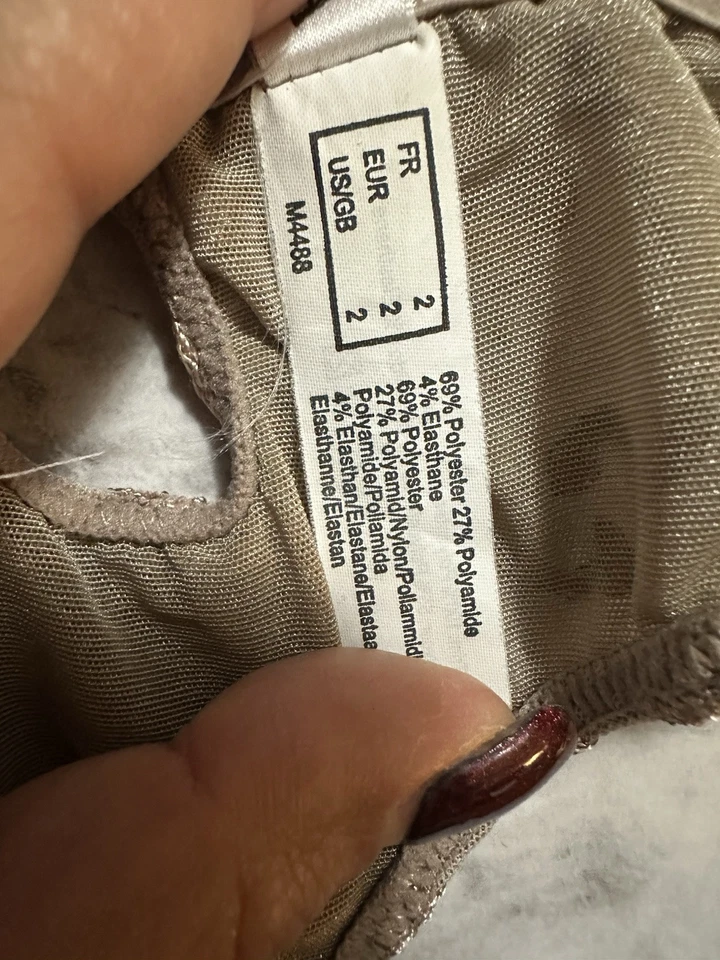 FR 2
EUR 2
US/GB 2
M4488
69% Polyester 27% Polyamide
4% Elasthane
69% Polyester
27% Polyamid/Nylon/Poliammid
Polyamide/Poliamida
4% Elasthan/Elastane/Elastae
Elasthanne/Elastan